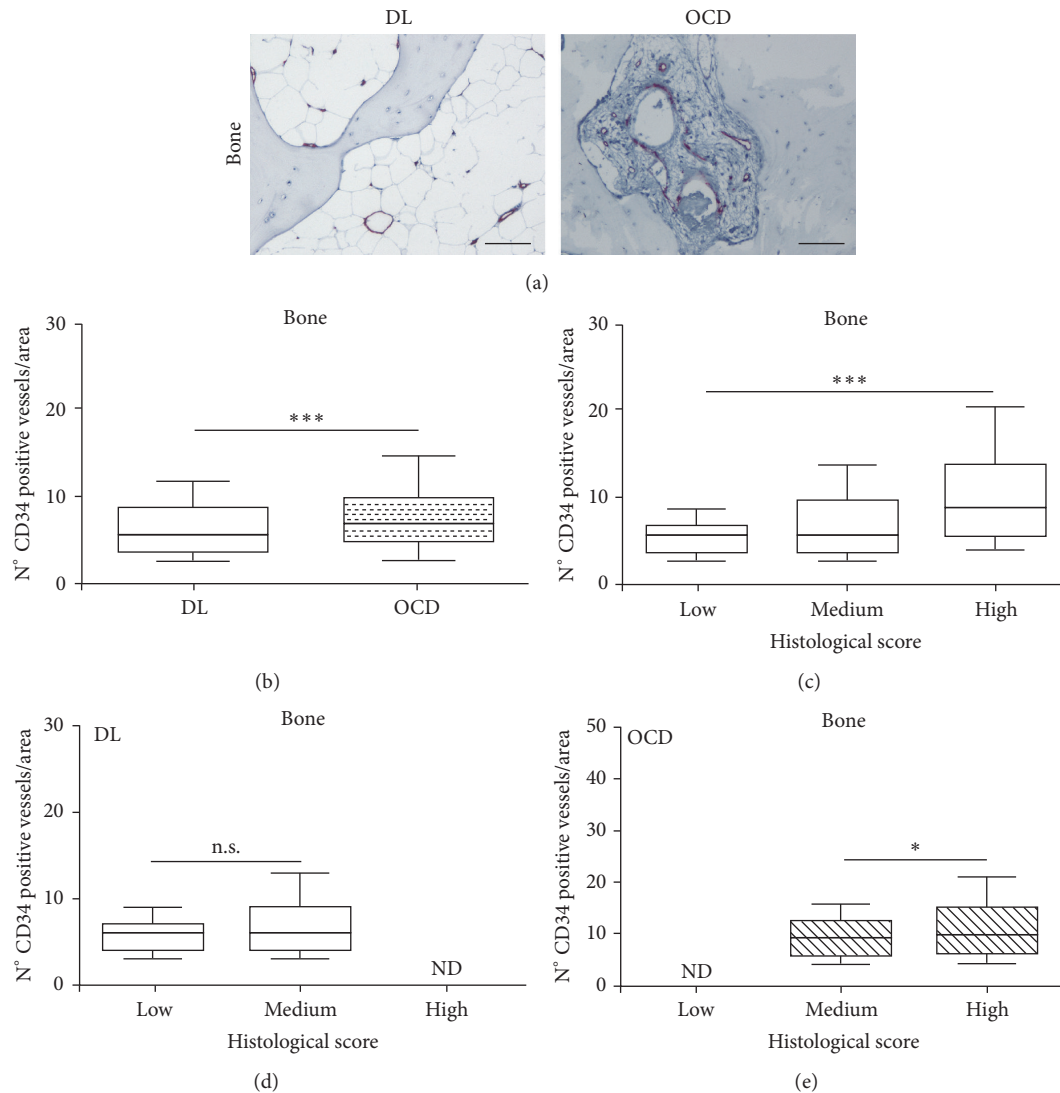 DL
OCD
Bone
(a)
Bone
N° CD34 positive vessels/area
30
20
10
0
***
DL
OCD
(b)
Bone
N° CD34 positive vessels/area
30
20
10
0
***
Low
Medium
High
Histological score
(c)
Bone
DL
N° CD34 positive vessels/area
30
20
10
0
n.s.
ND
Low
Medium
High
Histological score
(d)
Bone
OCD
N° CD34 positive vessels/area
50
40
30
20
10
0
*
ND
Low
Medium
High
Histological score
(e)